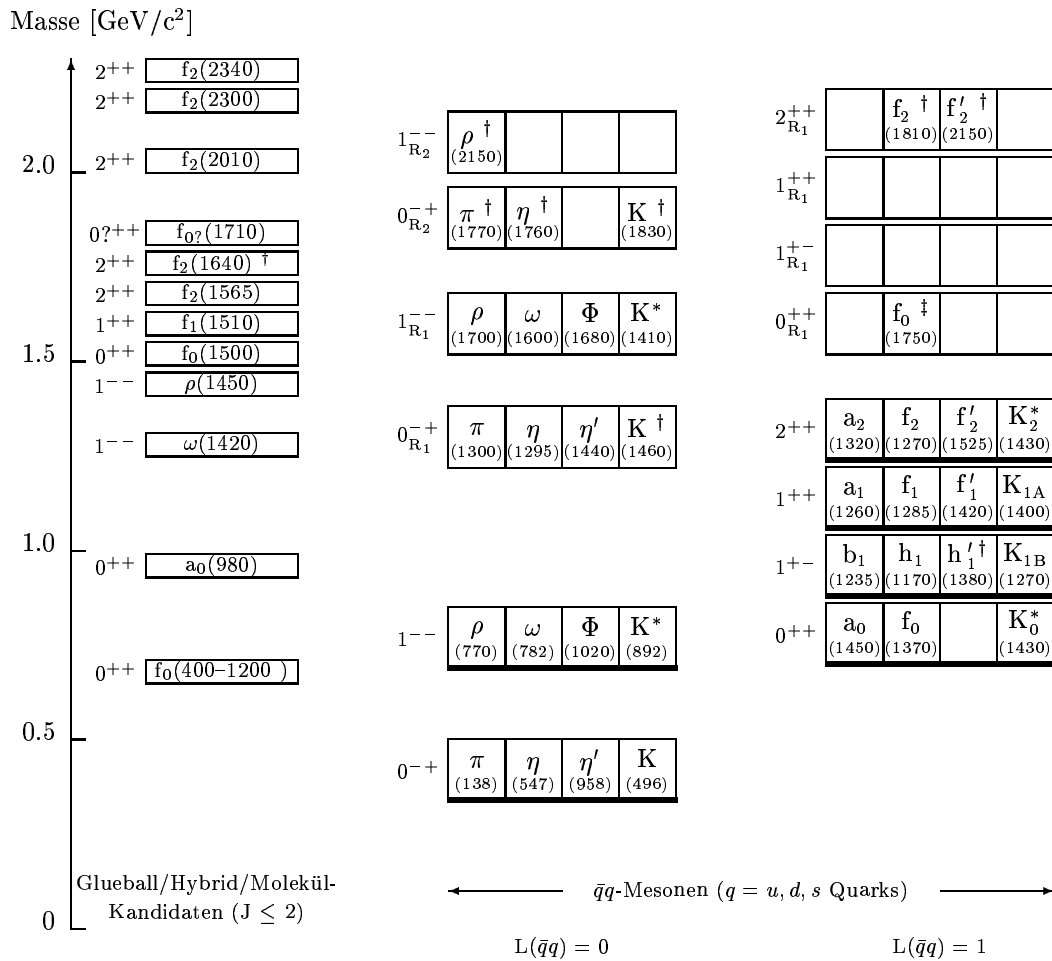 Masse [GeV/c²]
2.0
1.5
1.0
0.5
0
2⁺⁺ f₂(2340)
2⁺⁺ f₂(2300)
2⁺⁺ f₂(2010)
0?⁺⁺ f₀?(1710)
2⁺⁺ f₂(1640) †
2⁺⁺ f₂(1565)
1⁺⁺ f₁(1510)
0⁺⁺ f₀(1500)
1⁻⁻ ρ(1450)
1⁻⁻ ω(1420)
0⁺⁺ a₀(980)
0⁺⁺ f₀(400–1200 )
Glueball/Hybrid/Molekül-
Kandidaten (J ≤ 2)
1⁻⁻ R₂ ρ †
(2150)
0⁻⁺ R₂ π † η † K †
(1770) (1760) (1830)
1⁻⁻ R₁ ρ ω Φ K*
(1700) (1600) (1680) (1410)
0⁻⁺ R₁ π η η′ K †
(1300) (1295) (1440) (1460)
1⁻⁻ ρ ω Φ K*
(770) (782) (1020) (892)
0⁻⁺ π η η′ K
(138) (547) (958) (496)
2⁺⁺ R₁ f₂ † f′₂ †
(1810) (2150)
1⁺⁺ R₁
1⁺⁻ R₁
0⁺⁺ R₁ f₀ ‡
(1750)
2⁺⁺ a₂ f₂ f′₂ K*₂
(1320) (1270) (1525) (1430)
1⁺⁺ a₁ f₁ f′₁ K₁A
(1260) (1285) (1420) (1400)
1⁺⁻ b₁ h₁ h′₁ † K₁B
(1235) (1170) (1380) (1270)
0⁺⁺ a₀ f₀ K*₀
(1450) (1370) (1430)
q̄q-Mesonen (q = u, d, s Quarks)
L(q̄q) = 0
L(q̄q) = 1